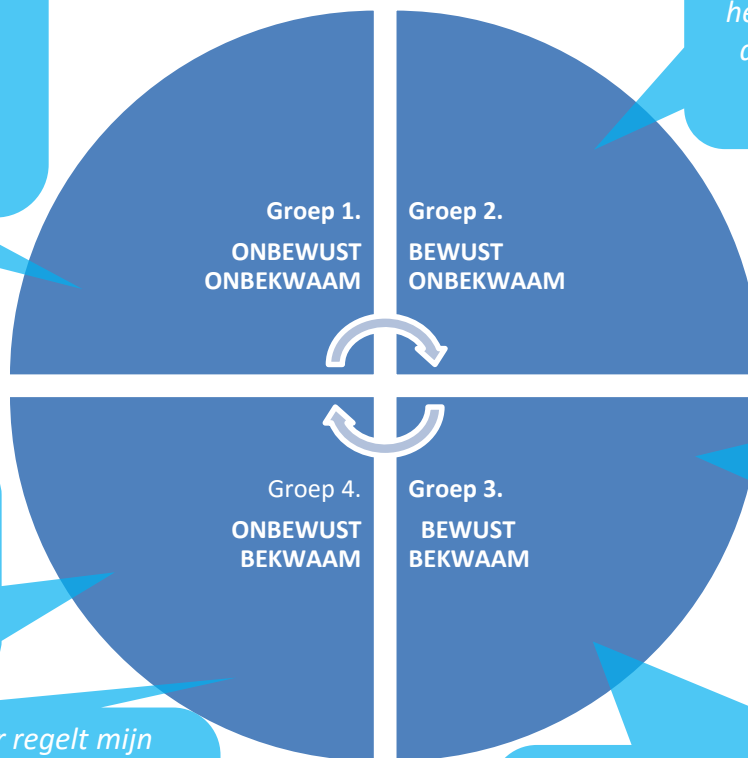 Groep 1.
ONBEWUST
ONBEKWAAM
Groep 2.
BEWUST
ONBEKWAAM
Groep 4.
ONBEWUST
BEKWAAM
Groep 3.
BEWUST
BEKWAAM
regelt mijn